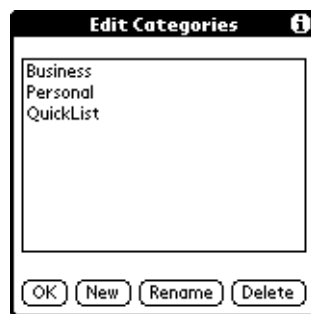 Edit Categories i
Business
Personal
QuickList
OK New Rename Delete